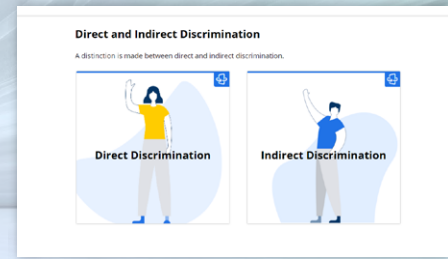 Direct and Indirect Discrimination
A distinction is made between direct and indirect discrimination.
Direct Discrimination
Indirect Discrimination